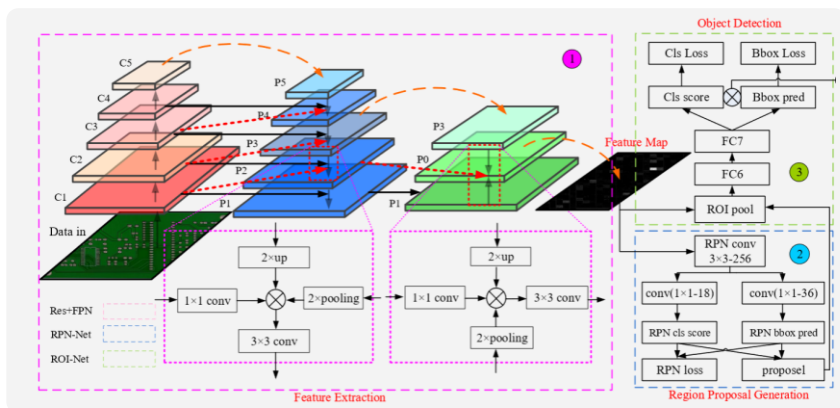 Object Detection
1
C5
C4
C3
C2
C1
P5
P4
P3
P2
P1
P3
P0
P1
Data in
Feature Map
Cls Loss
Bbox Loss
Cls score
Bbox pred
FC7
FC6
3
ROI pool
2
RPN conv
3×3-256
conv(1×1-18)
conv(1×1-36)
RPN cls score
RPN bbox pred
RPN loss
proposel
2×up
1×1 conv
2×pooling
3×3 conv
2×up
1×1 conv
3×3 conv
2×pooling
Res+FPN
RPN-Net
ROI-Net
Feature Extraction
Region Proposal Generation